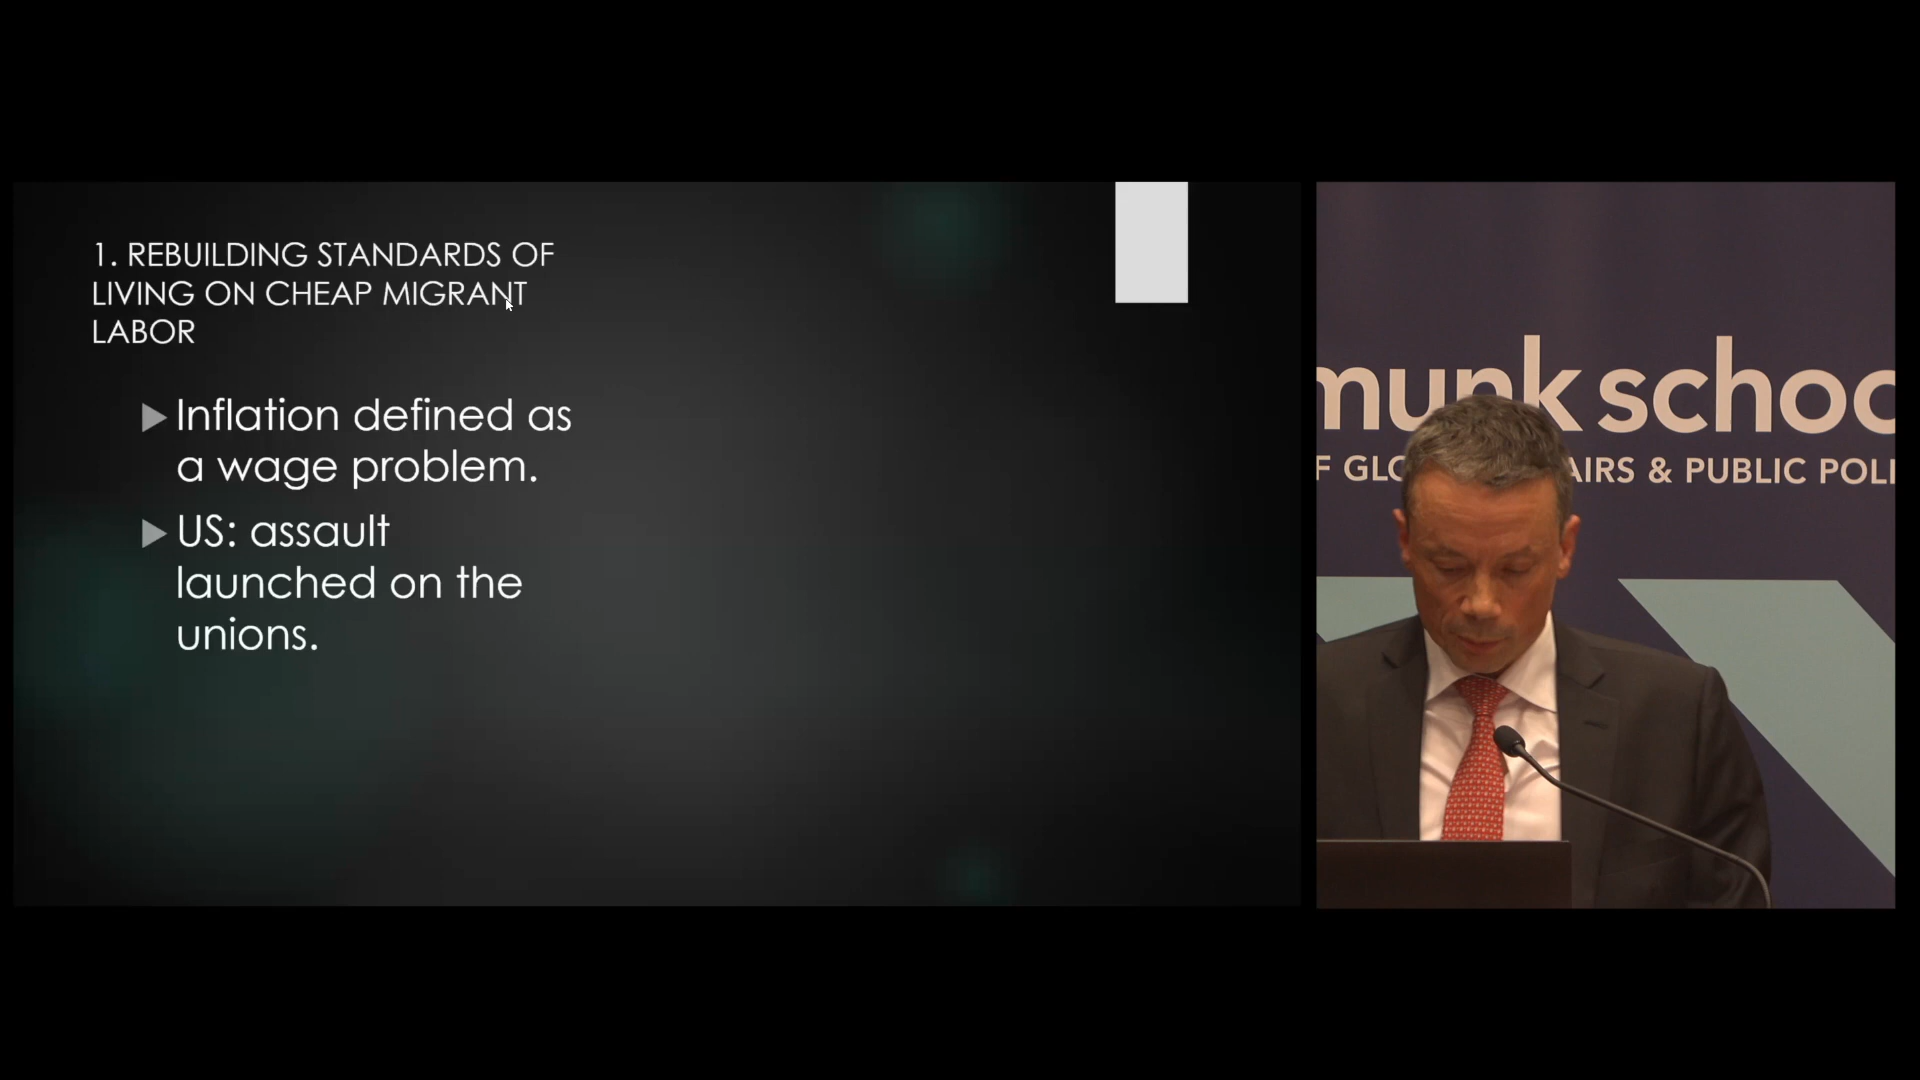 1. REBUILDING STANDARDS OF
LIVING ON CHEAP MIGRANT
LABOR
Inflation defined as
a wage problem.
US: assault
launched on the
unions.
munk schoo
F GLO AIRS & PUBLIC POLI